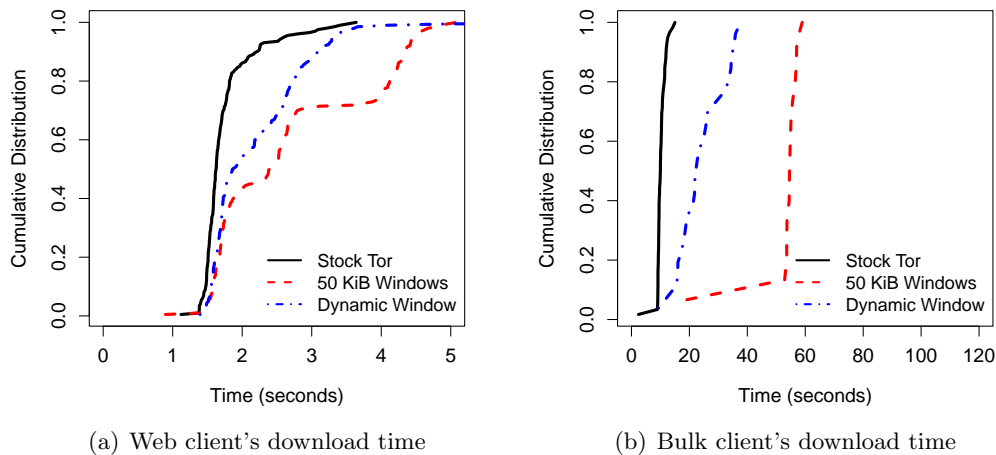 Cumulative Distribution
1.0
0.8
0.6
0.4
0.2
0.0
Stock Tor
50 KiB Windows
Dynamic Window
0 1 2 3 4 5
Time (seconds)
(a) Web client's download time
Cumulative Distribution
1.0
0.8
0.6
0.4
0.2
0.0
Stock Tor
50 KiB Windows
Dynamic Window
0 20 40 60 80 100 120
Time (seconds)
(b) Bulk client's download time